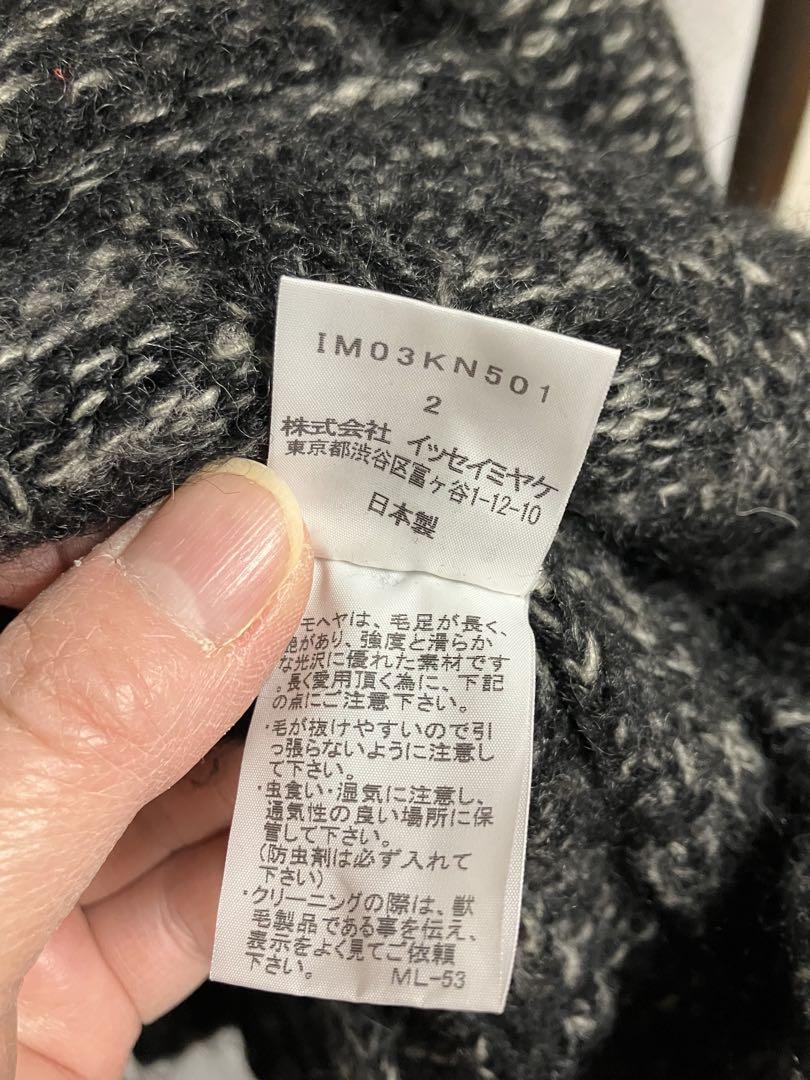 IM03KN501
2
株式会社 イッセイミヤケ
東京都渋谷区富ヶ谷1-12-10
日本製
モヘヤは、毛足が長く、
艶があり、強度と滑らか
な光沢に優れた素材です
。長く愛用頂く為に、下記
の点にご注意下さい。
・毛が抜けやすいので引
っ張らないように注意し
て下さい。
・虫食い・湿気に注意し、
通気性の良い場所に保
管して下さい。
(防虫剤は必ず入れて
下さい)
・クリーニングの際は、獣
毛製品である事を伝え、
表示をよく見てご依頼
下さい。 ML-53